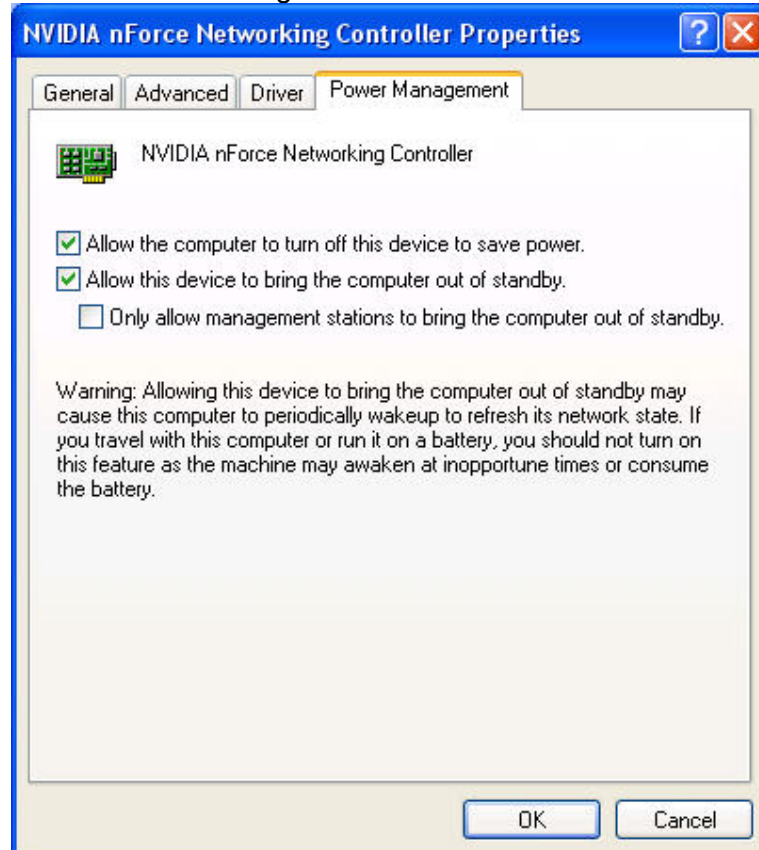 NVIDIA nForce Networking Controller Properties
General Advanced Driver Power Management
NVIDIA nForce Networking Controller
Allow the computer to turn off this device to save power.
Allow this device to bring the computer out of standby.
Only allow management stations to bring the computer out of standby.
Warning: Allowing this device to bring the computer out of standby may
cause this computer to periodically wakeup to refresh its network state. If
you travel with this computer or run it on a battery, you should not turn on
this feature as the machine may awaken at inopportune times or consume
the battery.
OK Cancel